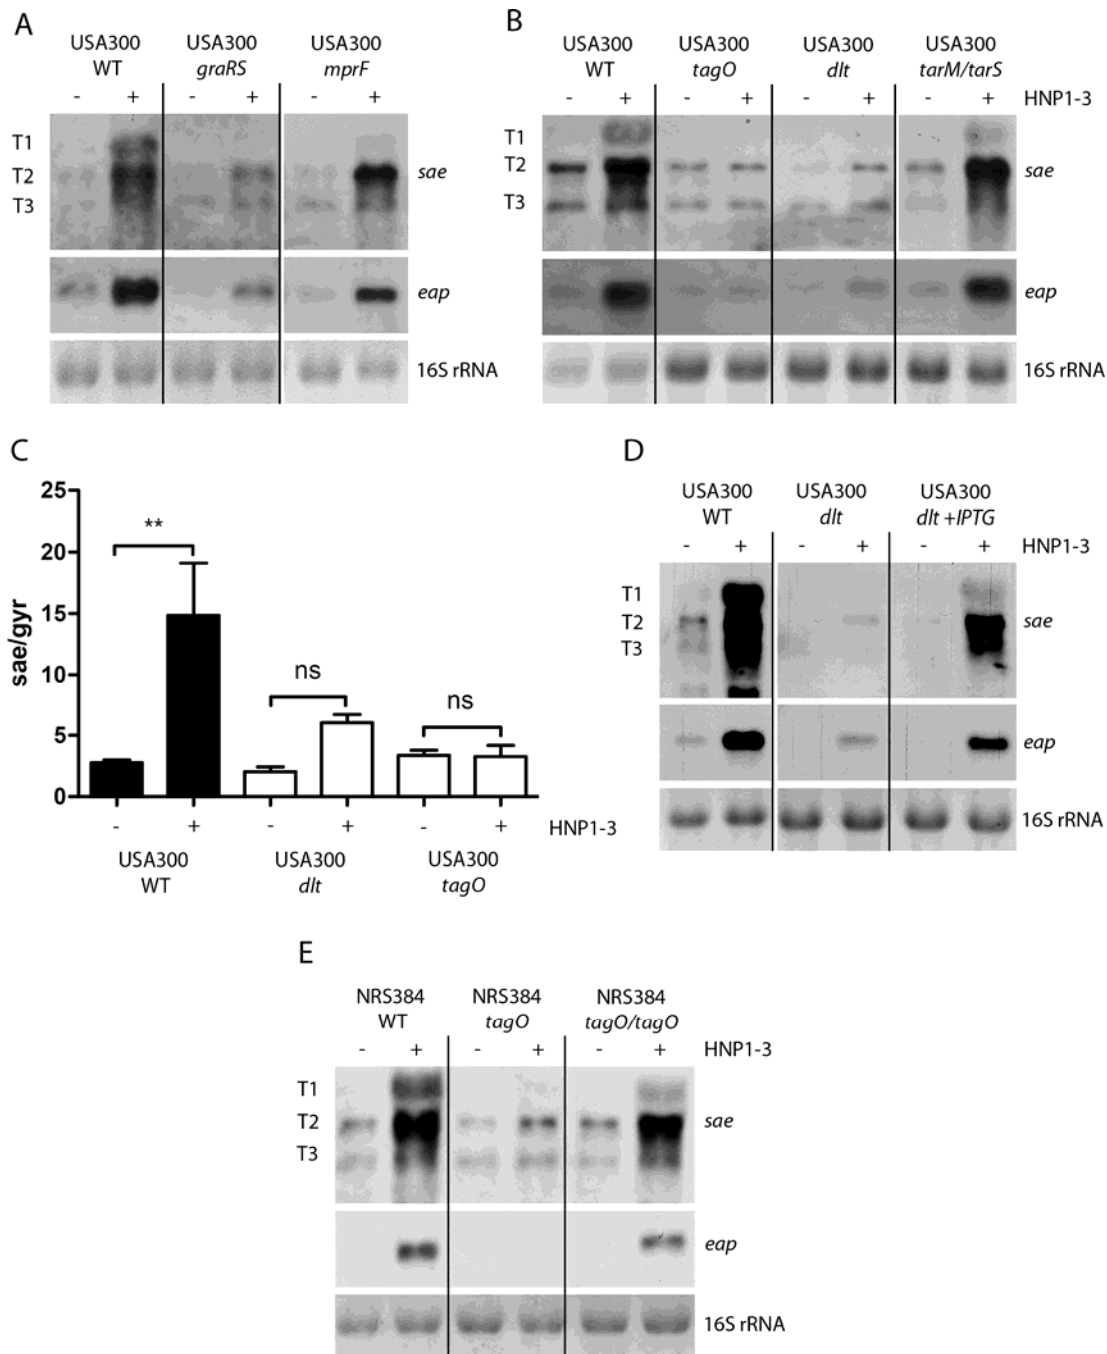 A
USA300 WT
USA300 graRS
USA300 mprF
- + - + - +
T1
T2
T3
sae
eap
16S rRNA
B
USA300 WT
USA300 tagO
USA300 dlt
USA300 tarM/tarS
- + - + - + - + HNP1-3
T1
T2
T3
sae
eap
16S rRNA
C
sae/gyr
25
20
15
10
5
0
**
ns
ns
- + - + - + HNP1-3
USA300 WT
USA300 dlt
USA300 tagO
D
USA300 WT
USA300 dlt
USA300 dlt +IPTG
- + - + - + HNP1-3
T1
T2
T3
sae
eap
16S rRNA
E
NRS384 WT
NRS384 tagO
NRS384 tagO/tagO
- + - + - + HNP1-3
T1
T2
T3
sae
eap
16S rRNA